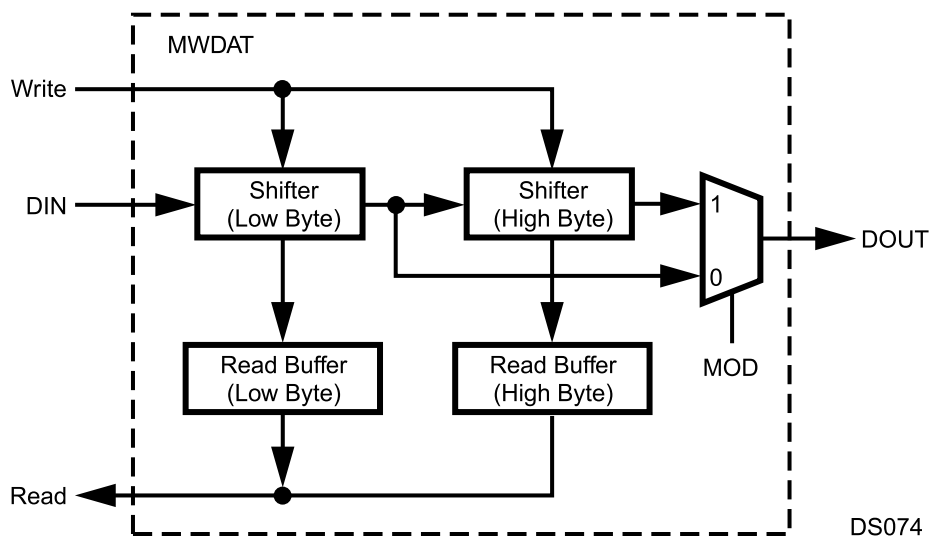 MWDAT
Write
DIN
Shifter
(Low Byte)
Shifter
(High Byte)
1
0
DOUT
Read Buffer
(Low Byte)
Read Buffer
(High Byte)
MOD
Read
DS074